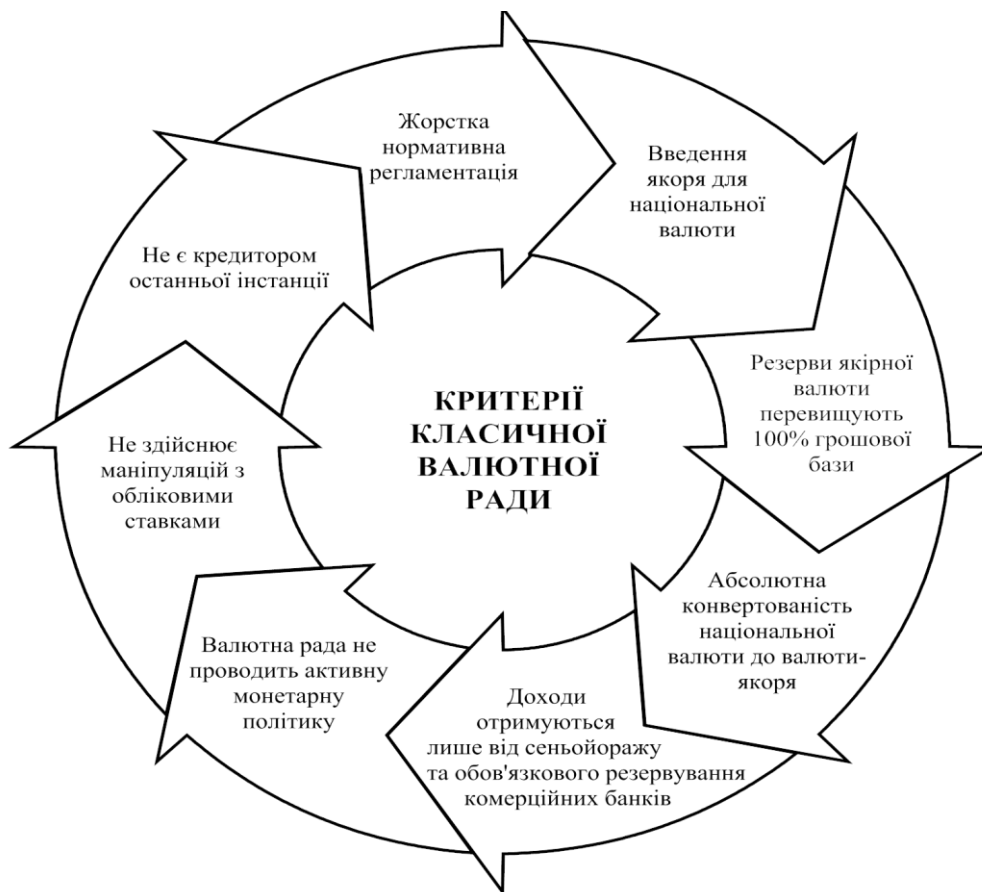 Жорстка
нормативна
регламентація
Введення
якоря для
національної
валюти
Резерви якірної
валюти
перевищують
100% грошової
бази
Абсолютна
конвертованість
національної
валюти до валюти-
якоря
Доходи
отримуються
лише від сеньойоражу
та обов'язкового резервування
комерційних банків
Валютна рада не
проводить активну
монетарну
політику
Не здійснює
маніпуляцій з
обліковими
ставками
Не є кредитором
останньої інстанції
КРИТЕРІЇ
КЛАСИЧНОЇ
ВАЛЮТНОЇ
РАДИ